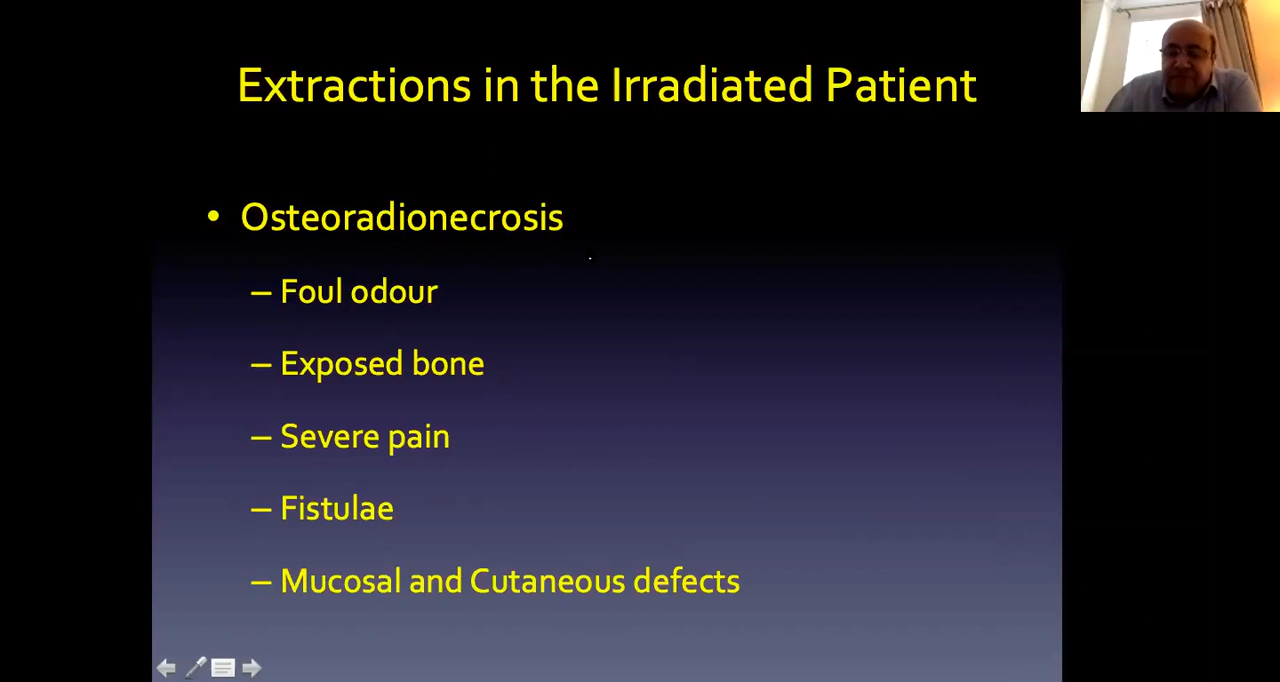 Extractions in the Irradiated Patient
• Osteoradionecrosis
– Foul odour
– Exposed bone
– Severe pain
– Fistulae
– Mucosal and Cutaneous defects